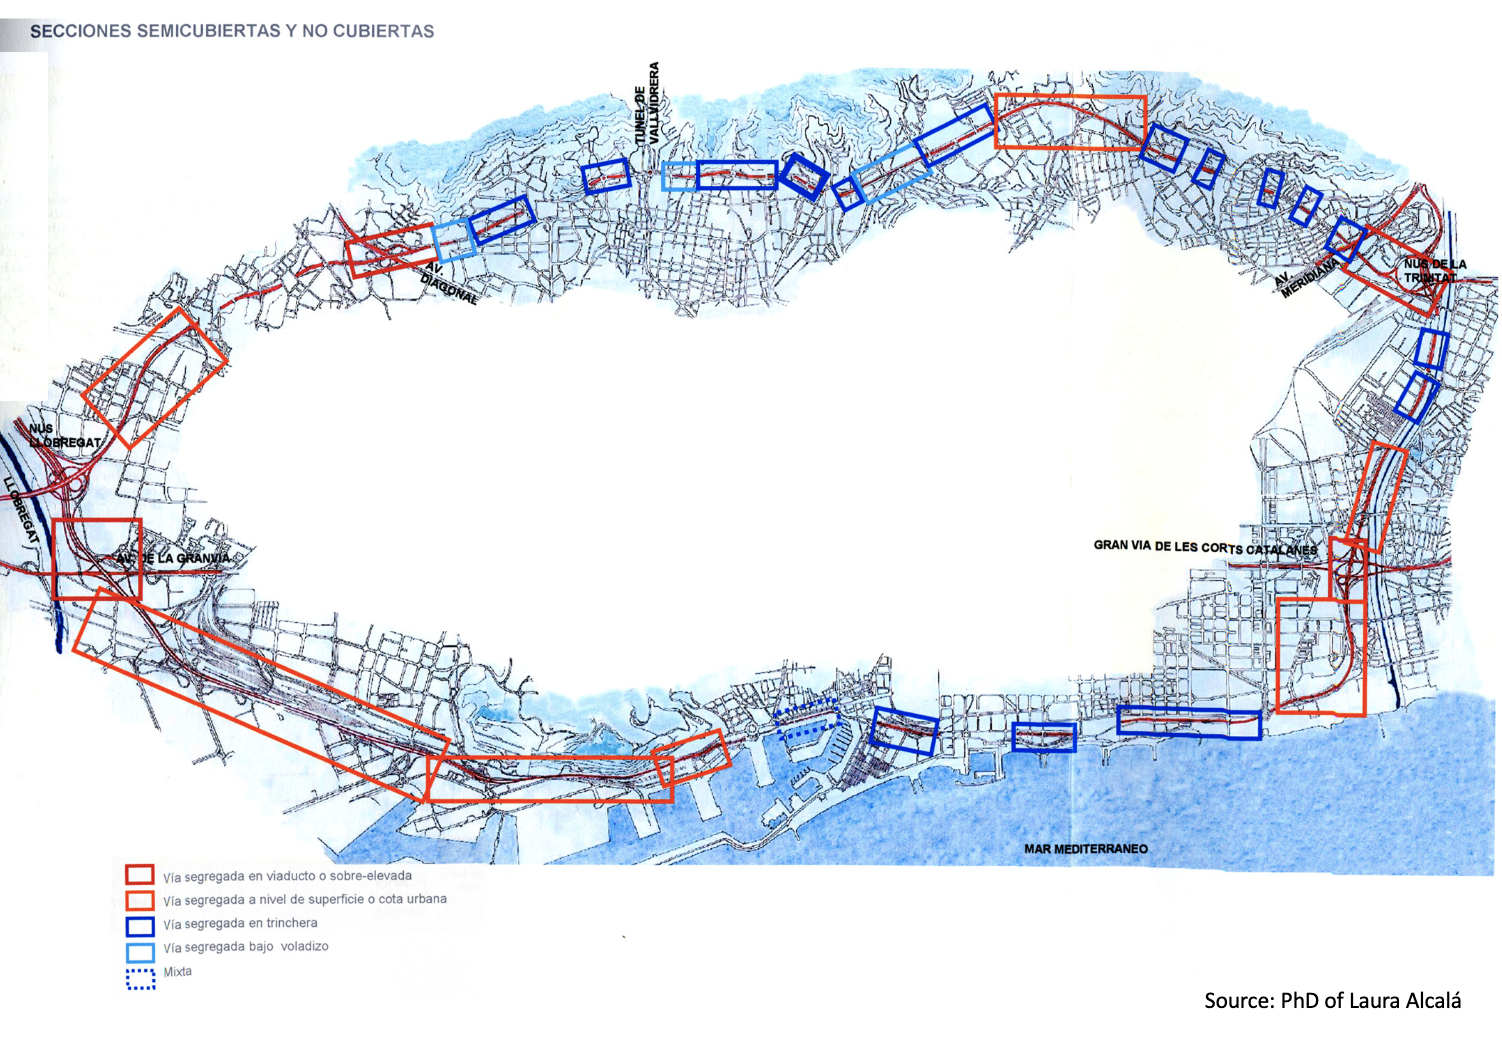 SECCIONES SEMICUBIERTAS Y NO CUBIERTAS
TUNEL DE
VALLVIDRERA
AV.
DIAGONAL
AV.
MERIDIANA
NUS DE LA
TRINITAT
NUS
LLOBREGAT
LLOBREGAT
AV. DE LA GRANVIA
GRAN VIA DE LES CORTS CATALANES
MAR MEDITERRANEO
Vía segregada en viaducto o sobre-elevada
Vía segregada a nivel de superficie o cota urbana
Vía segregada en trinchera
Vía segregada bajo voladizo
Mixta
Source: PhD of Laura Alcalá